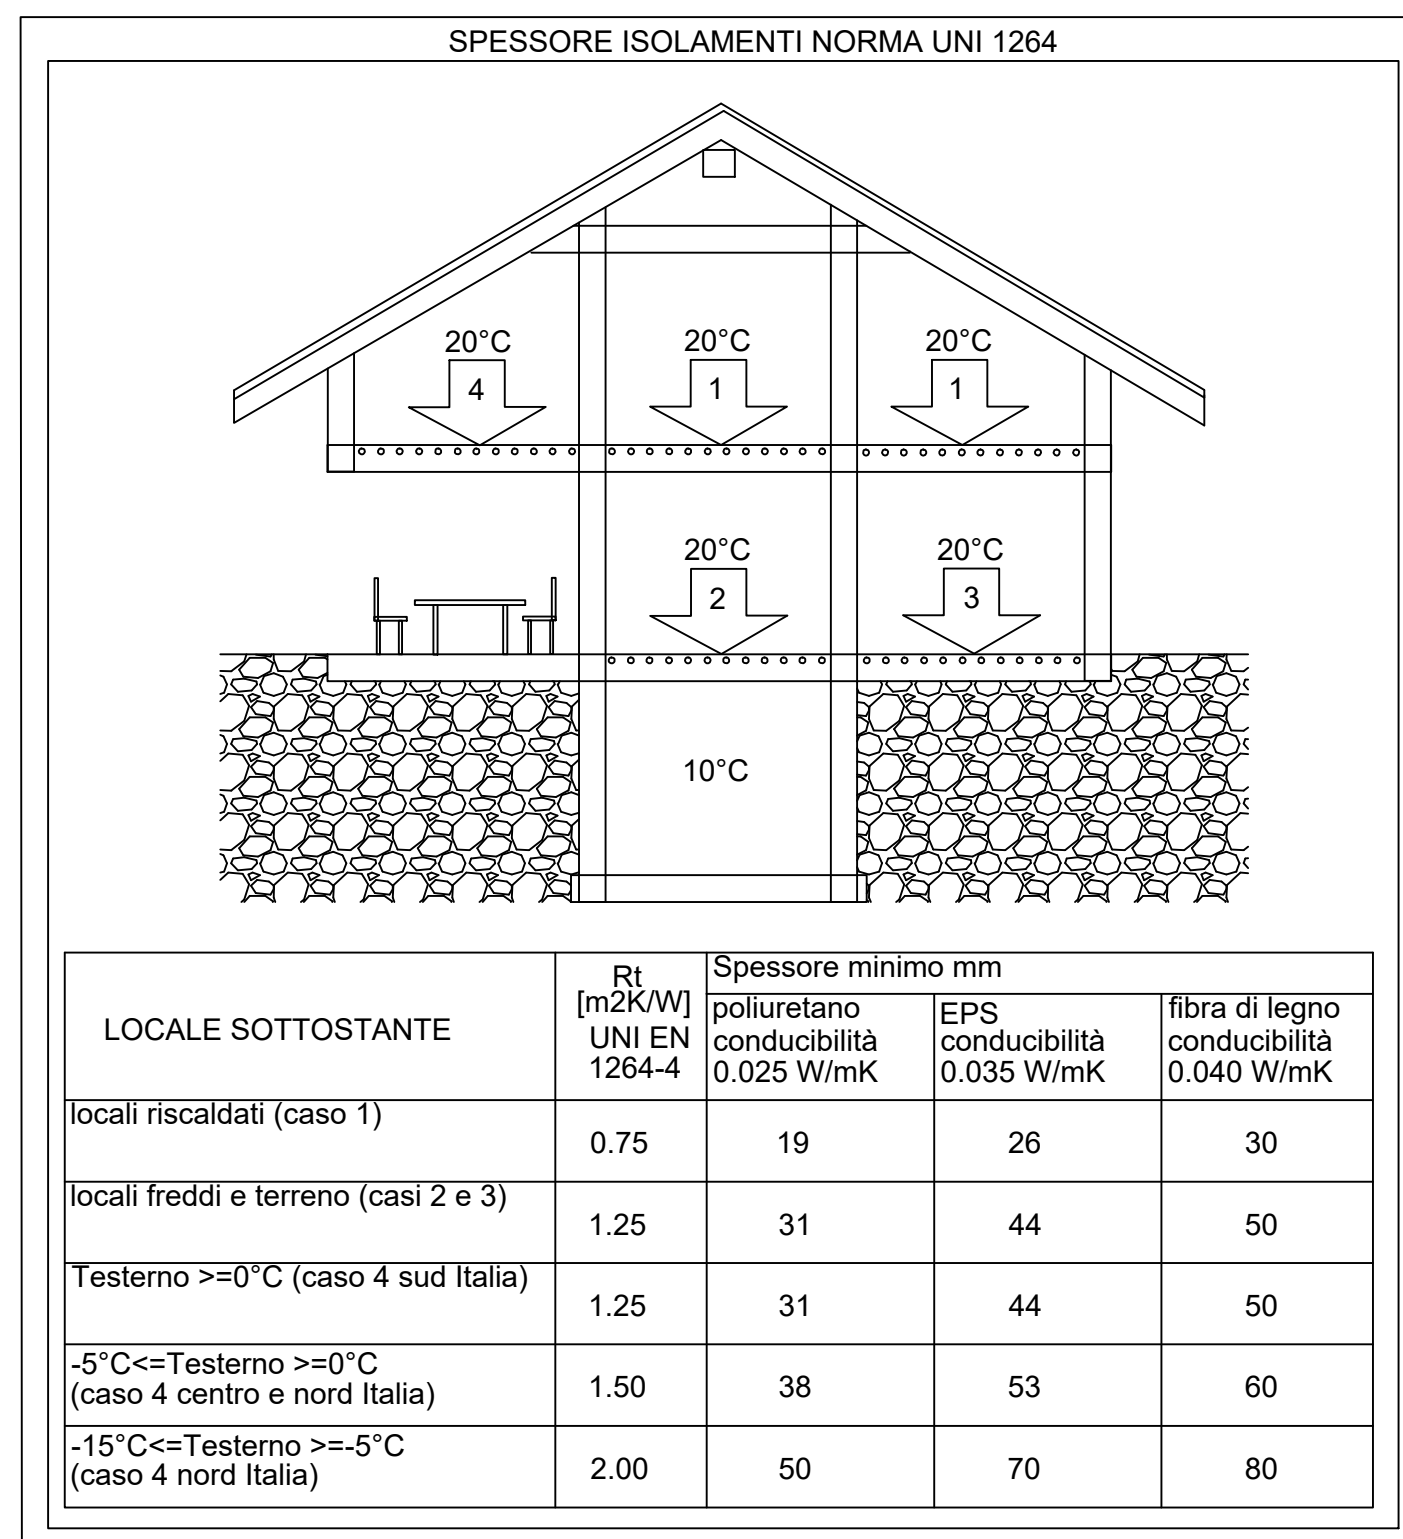 SPESSORE ISOLAMENTI NORMA UNI 1264
20°C
20°C
20°C
4
1
1
20°C
20°C
2
3
10°C
LOCALE SOTTOSTANTE
Rt
[m2K/W]
UNI EN
1264-4
Spessore minimo mm
poliuretano
conducibilità
0.025 W/mK
EPS
conducibilità
0.035 W/mK
fibra di legno
conducibilità
0.040 W/mK
locali riscaldati (caso 1)
0.75
19
26
30
locali freddi e terreno (casi 2 e 3)
1.25
31
44
50
Testerno >=0°C (caso 4 sud Italia)
1.25
31
44
50
-5°C<=Testerno >=0°C
(caso 4 centro e nord Italia)
1.50
38
53
60
-15°C<=Testerno >=-5°C
(caso 4 nord Italia)
2.00
50
70
80